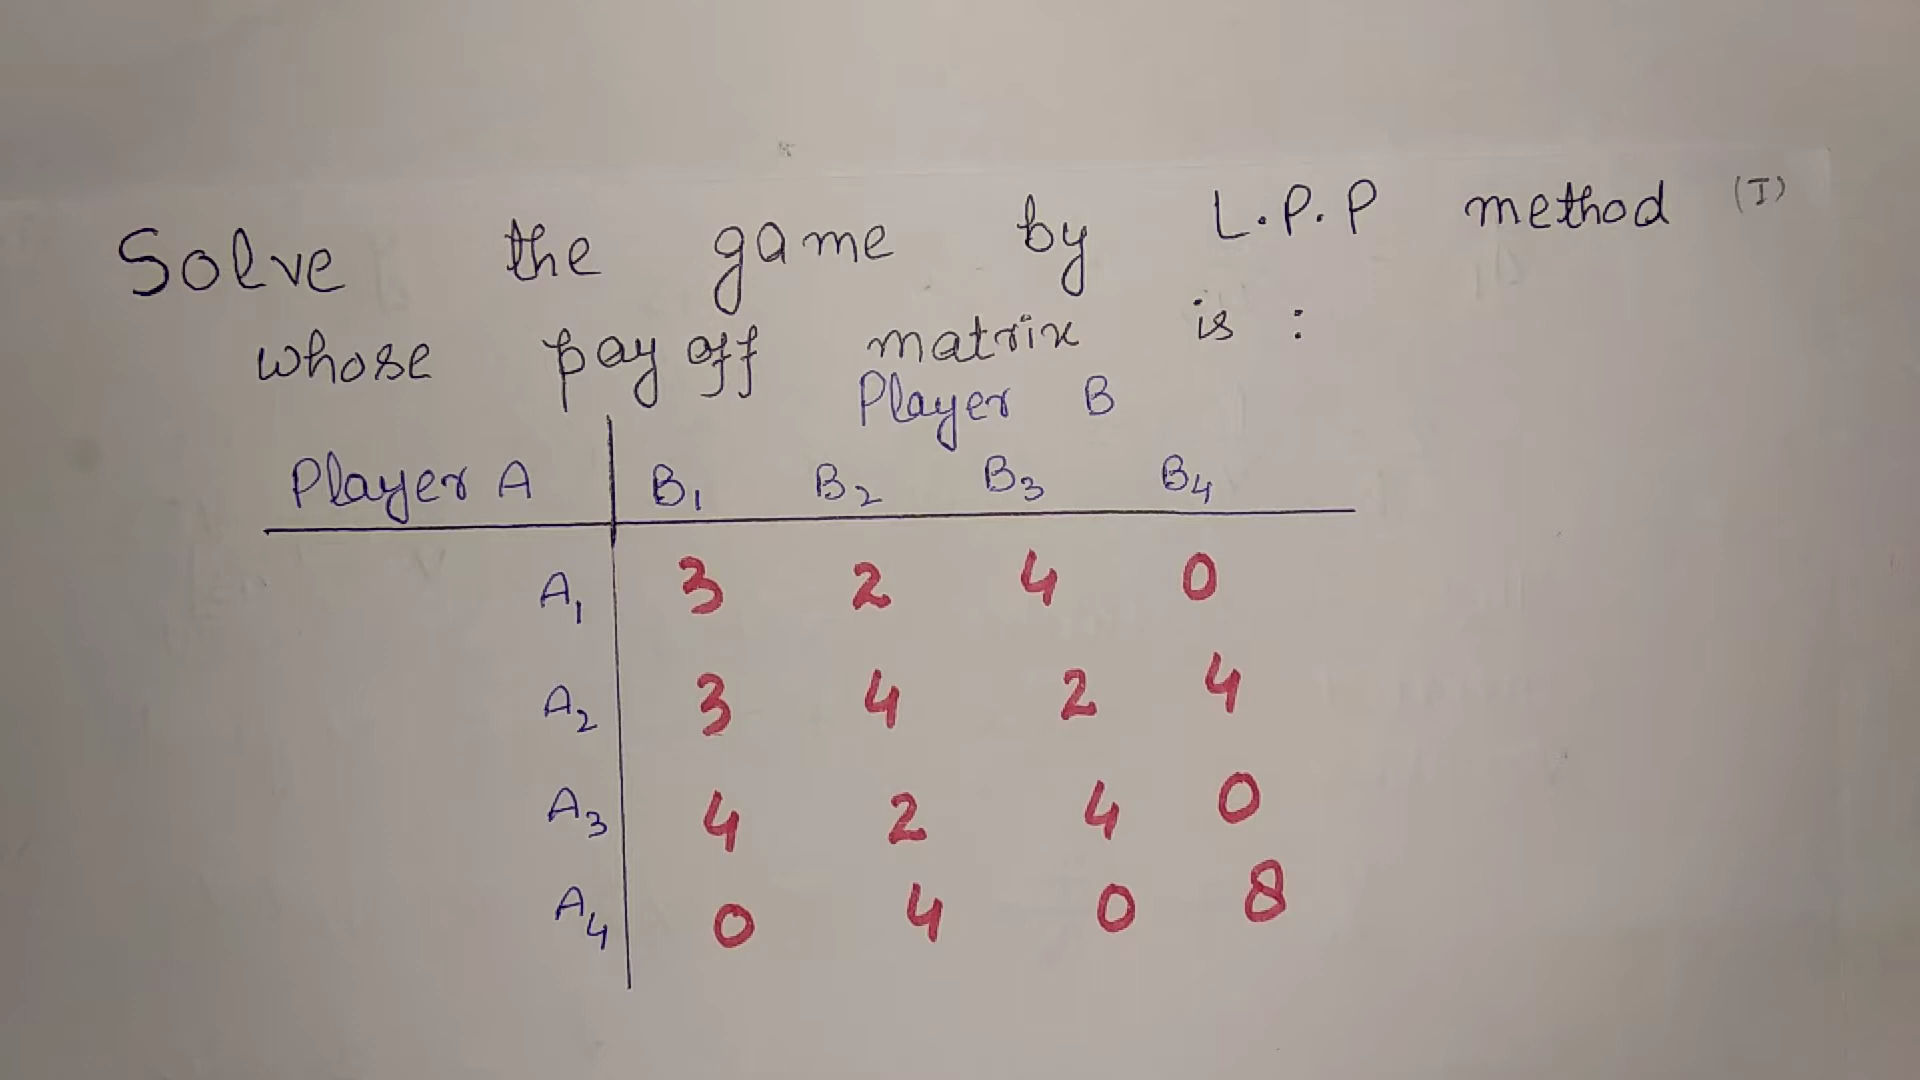 Solve the game by L.P.P method (I)
whose pay off matrix is :
Player B
Player A B1 B2 B3 B4
A1 3 2 4 0
A2 3 4 2 4
A3 4 2 4 0
A4 0 4 0 8